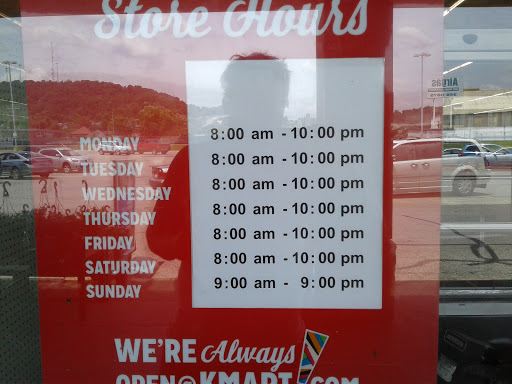 Store Hours
MONDAY 8:00 am - 10:00 pm
TUESDAY 8:00 am - 10:00 pm
WEDNESDAY 8:00 am - 10:00 pm
THURSDAY 8:00 am - 10:00 pm
FRIDAY 8:00 am - 10:00 pm
SATURDAY 8:00 am - 10:00 pm
SUNDAY 9:00 am - 9:00 pm
WE'RE Always
OPEN@KMART.COM
Airgas